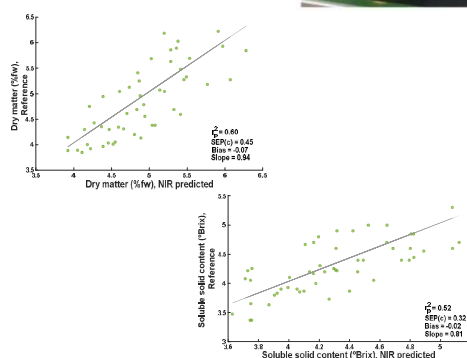 6.5
6
5.5
5
4.5
4
3.5
Dry matter (%fw),
Reference
r²p = 0.60
SEP(c) = 0.45
Bias = -0.07
Slope = 0.94
3.5 4 4.5 5 5.5 6 6.5
Dry matter (%fw), NIR predicted
5.5
5
4.5
4
3.5
3
Soluble solid content (ºBrix),
Reference
r²p = 0.52
SEP(c) = 0.32
Bias = -0.02
Slope = 0.81
3.6 3.8 4 4.2 4.4 4.6 4.8 5
Soluble solid content (ºBrix), NIR predicted